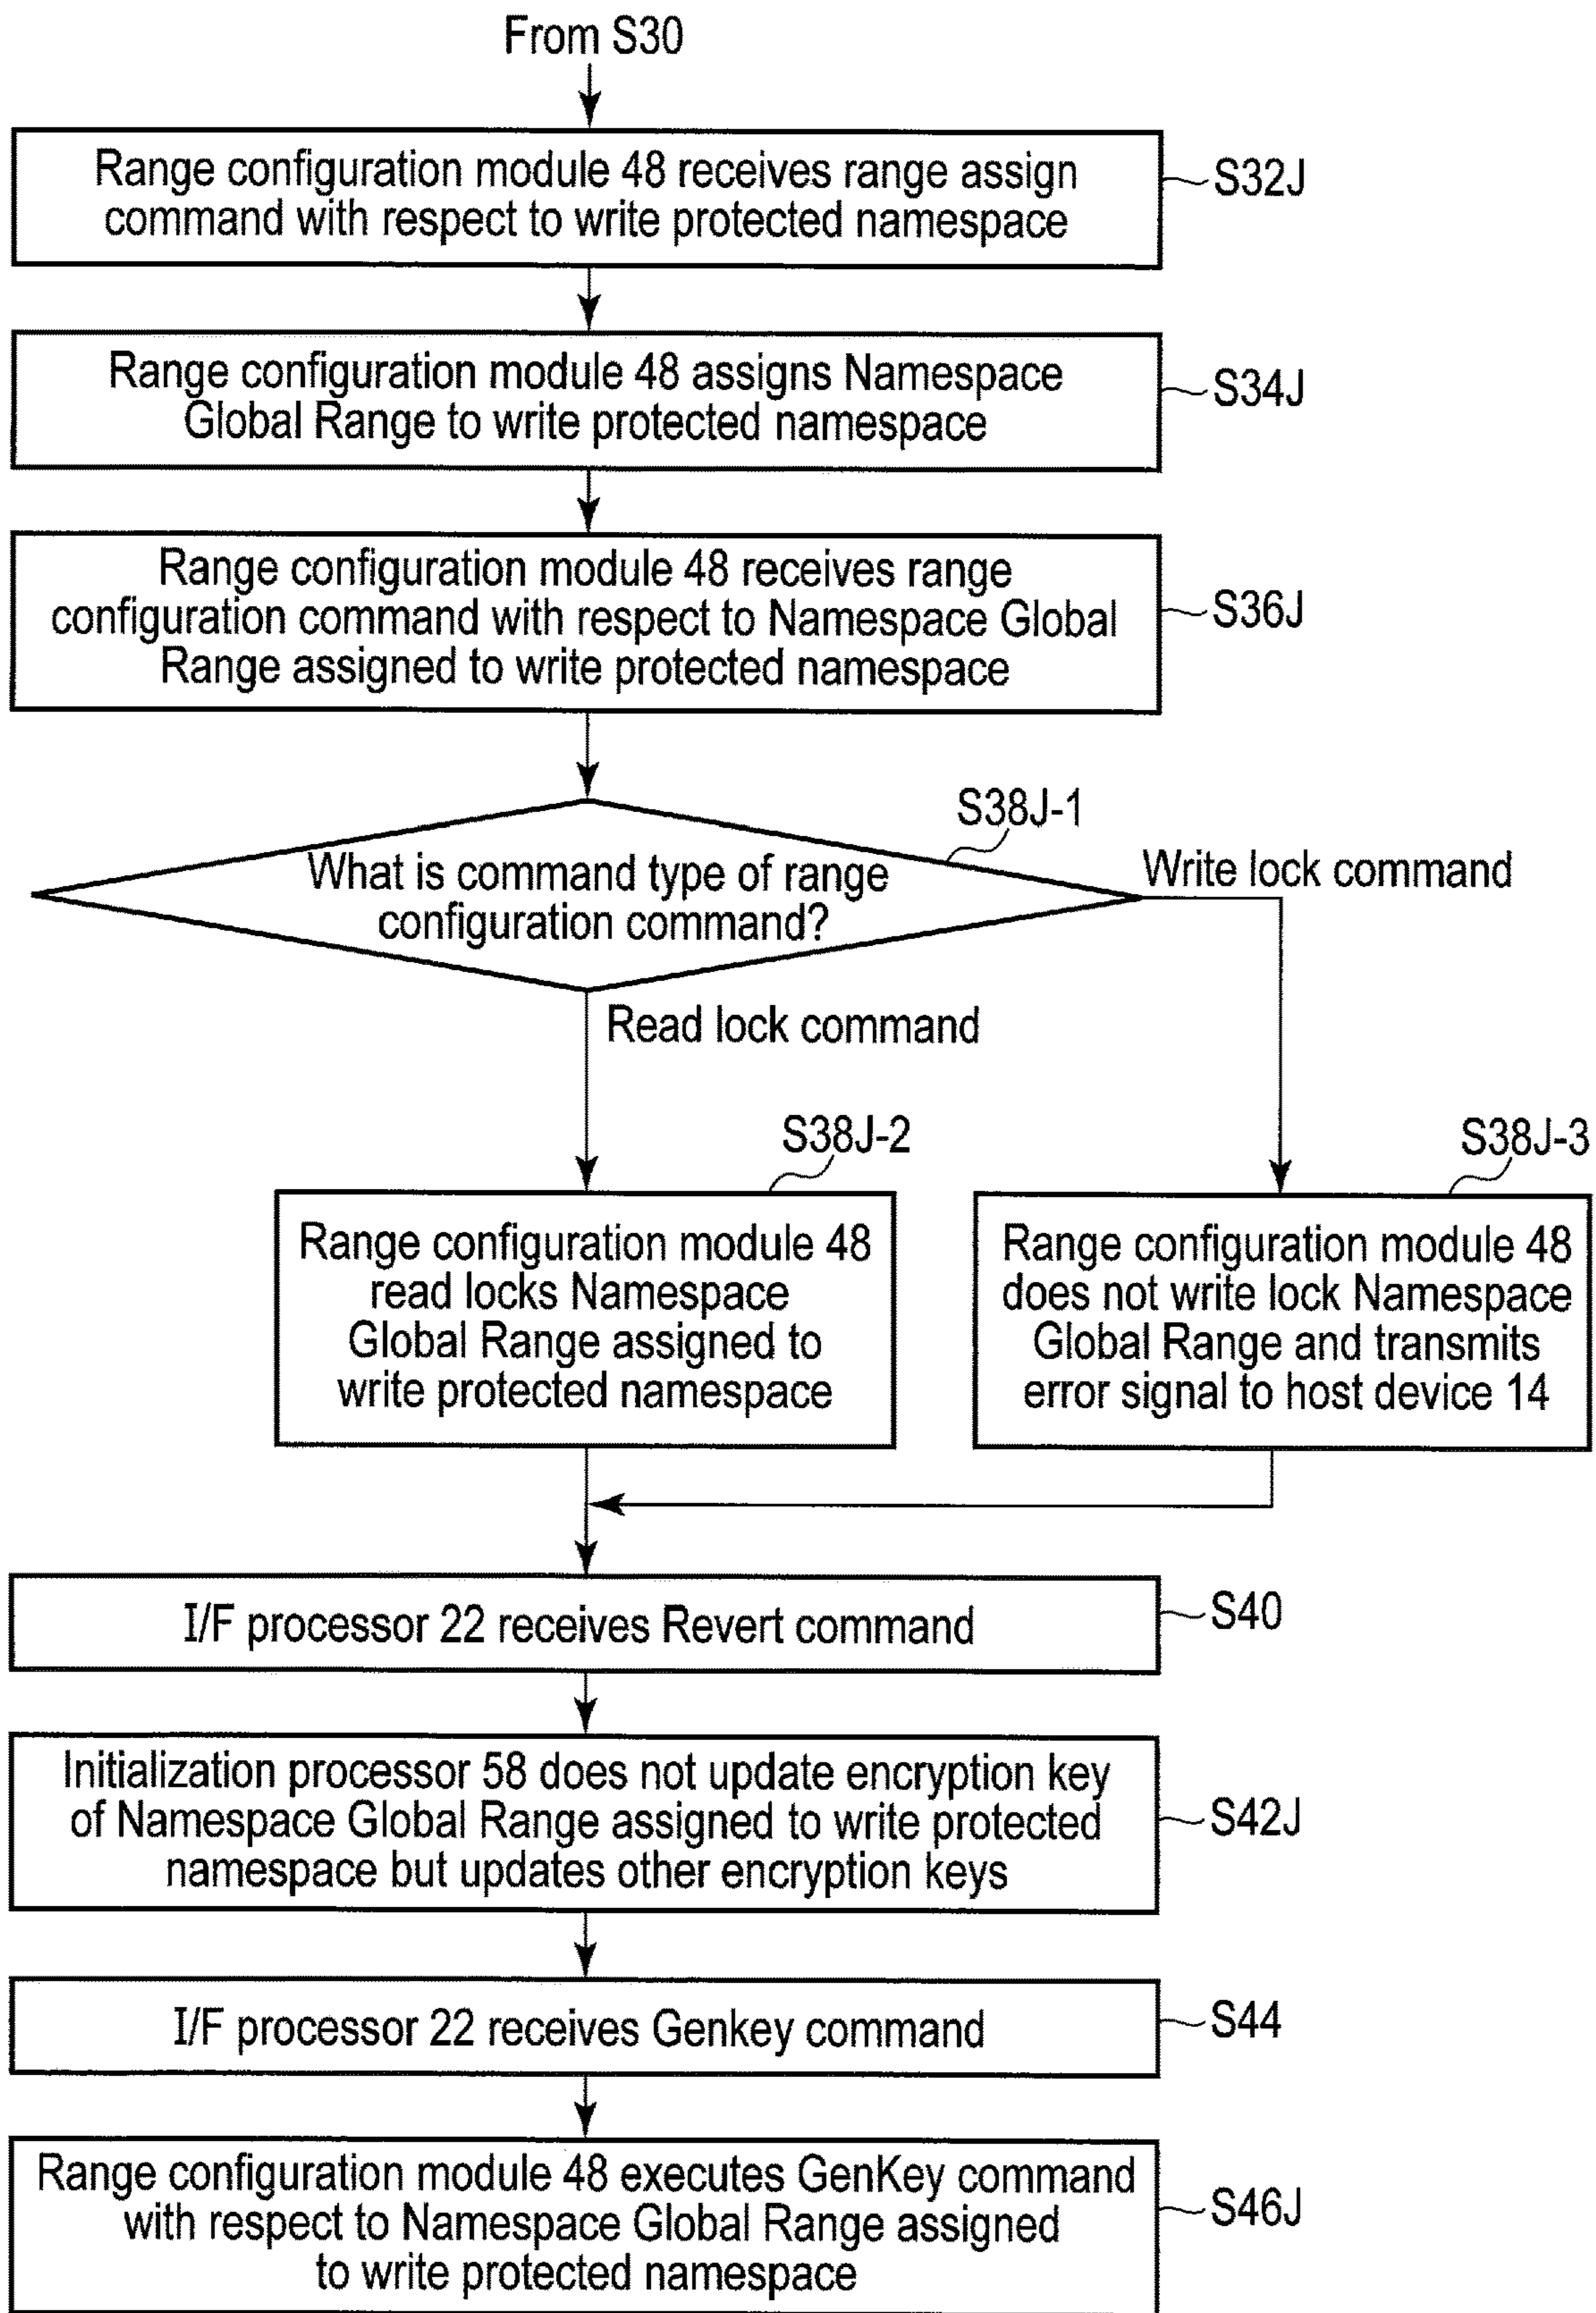 From S30
Range configuration module 48 receives range assign
command with respect to write protected namespace
S32J
Range configuration module 48 assigns Namespace
Global Range to write protected namespace
S34J
Range configuration module 48 receives range
configuration command with respect to Namespace Global
Range assigned to write protected namespace
S36J
S38J-1
What is command type of range
configuration command?
Write lock command
Read lock command
S38J-2
Range configuration module 48
read locks Namespace
Global Range assigned to
write protected namespace
S38J-3
Range configuration module 48
does not write lock Namespace
Global Range and transmits
error signal to host device 14
I/F processor 22 receives Revert command
S40
Initialization processor 58 does not update encryption key
of Namespace Global Range assigned to write protected
namespace but updates other encryption keys
S42J
I/F processor 22 receives Genkey command
S44
Range configuration module 48 executes GenKey command
with respect to Namespace Global Range assigned
to write protected namespace
S46J